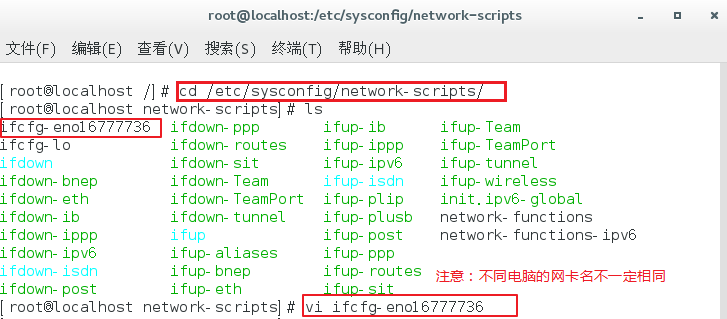 root@localhost:/etc/sysconfig/network-scripts
文件(F) 编辑(E) 查看(V) 搜索(S) 终端(T) 帮助(H)
[root@localhost /]# cd /etc/sysconfig/network-scripts/
[root@localhost network-scripts]# ls
ifcfg-eno16777736 ifdown-ppp ifup-ib ifup-Team
ifcfg-lo ifdown-routes ifup-ippp ifup-TeamPort
ifdown ifdown-sit ifup-ipv6 ifup-tunnel
ifdown-bnep ifdown-Team ifup-isdn ifup-wireless
ifdown-eth ifdown-TeamPort ifup-plip init.ipv6-global
ifdown-ib ifdown-tunnel ifup-plusb network-functions
ifdown-ippp ifup ifup-post network-functions-ipv6
ifdown-ipv6 ifup-aliases ifup-ppp
ifdown-isdn ifup-bnep ifup-routes 注意：不同电脑的网卡名不一定相同
ifdown-post ifup-eth ifup-sit
[root@localhost network-scripts]# vi ifcfg-eno16777736